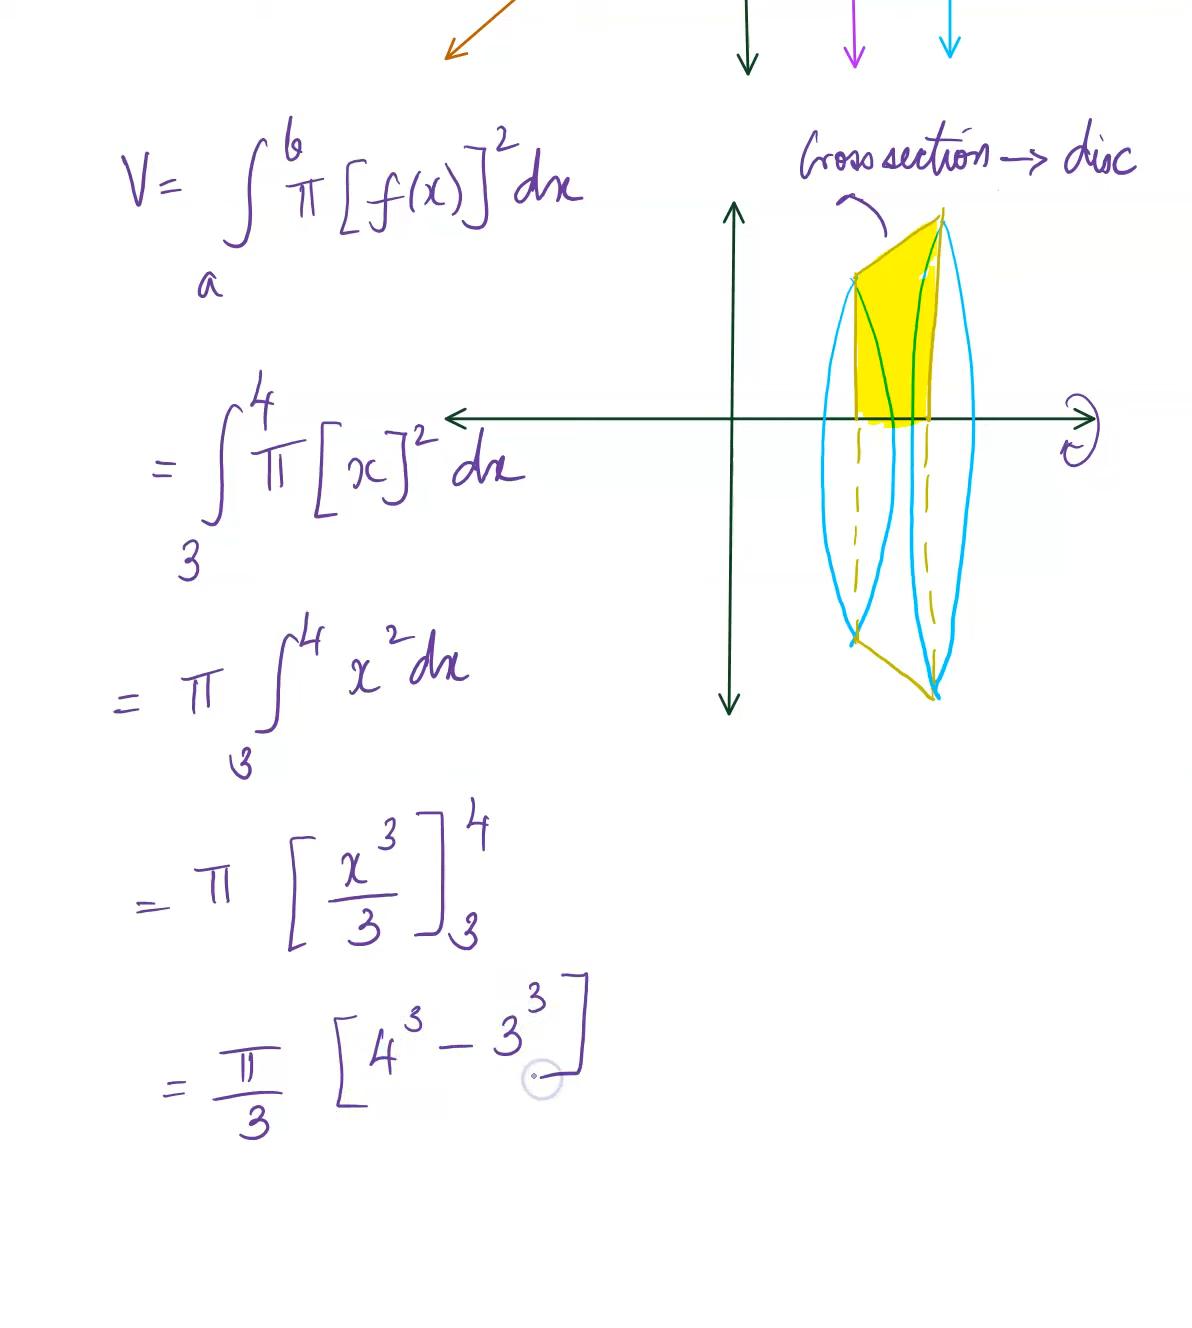 Cross section → disc
V = ∫_a^b π [f(x)]² dx
= ∫_3^4 π [x]² dx
= π ∫_3^4 x² dx
= π [x³/3]_3^4
= π/3 [4³ − 3³]